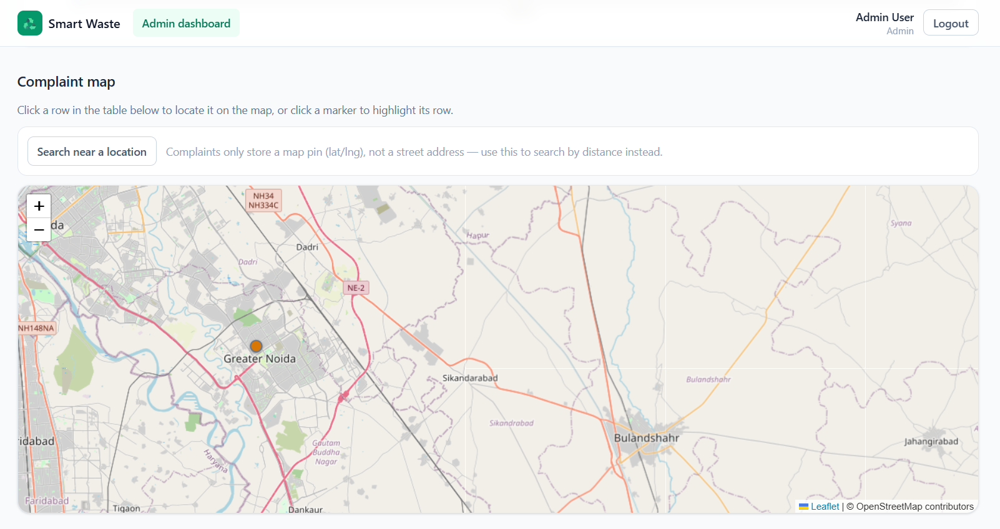 Smart Waste
Admin dashboard
Admin User
Admin
Logout
Complaint map
Click a row in the table below to locate it on the map, or click a marker to highlight its row.
Search near a location
Complaints only store a map pin (lat/lng), not a street address — use this to search by distance instead.
+
−
NH34
NH334C
da
Syana
Hapur
Dadri
Dadri
NE-2
NH148NA
Greater Noida
Sikandarabad
Bulandshahr
Sikandrabad
Bulandshahr
Jahangirabad
ridabad
Gautam
Buddha
Nagar
Haryana
Faridabad
Tigaon
Dankaur
Leaflet | © OpenStreetMap contributors